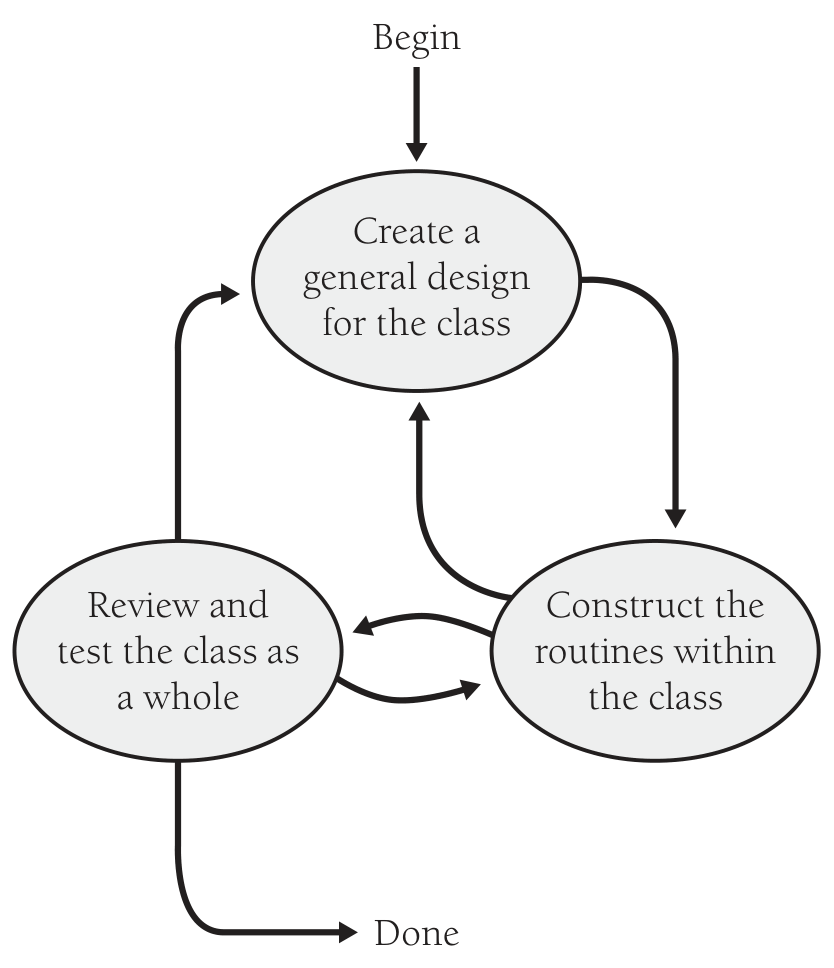 Begin
Create a
general design
for the class
Review and
test the class as
a whole
Construct the
routines within
the class
Done